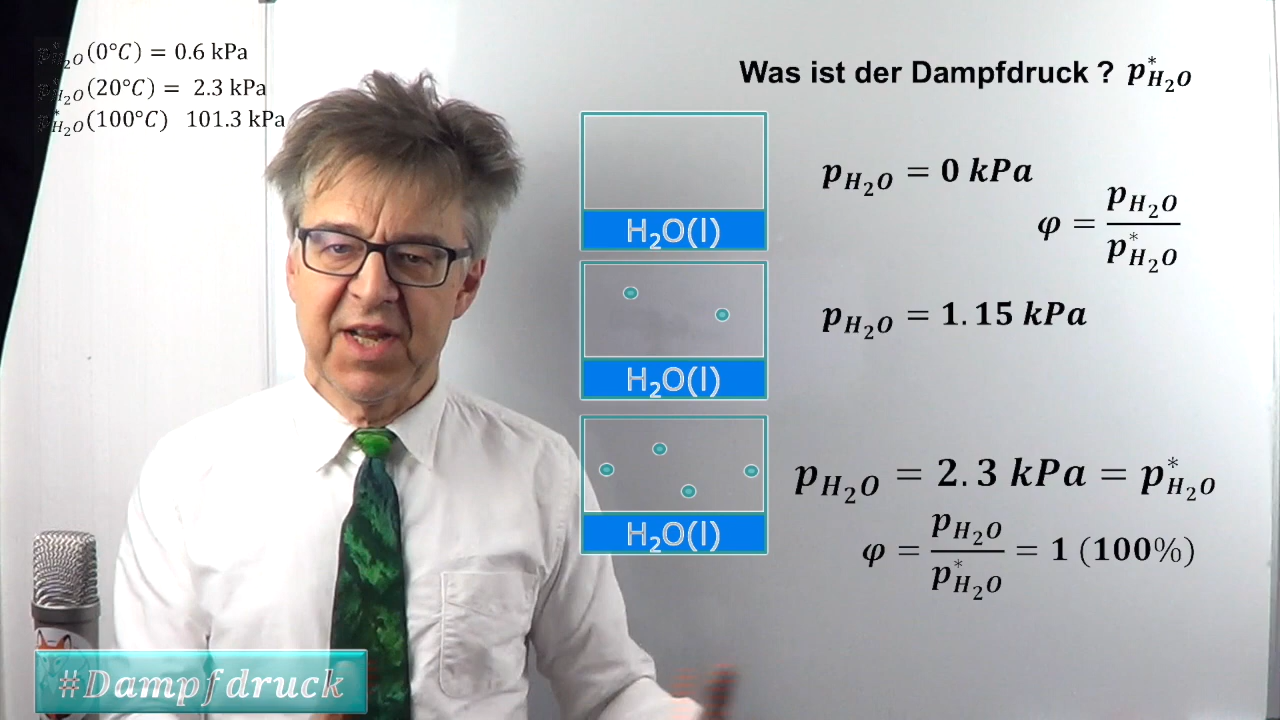 p*H₂O(0°C) = 0.6 kPa
p*H₂O(20°C) = 2.3 kPa
p*H₂O(100°C) 101.3 kPa
Was ist der Dampfdruck ? p*H₂O
pH₂O = 0 kPa
φ = pH₂O / p*H₂O
H₂O(l)
pH₂O = 1.15 kPa
H₂O(l)
pH₂O = 2.3 kPa = p*H₂O
φ = pH₂O / p*H₂O = 1 (100%)
H₂O(l)
#Dampfdruck